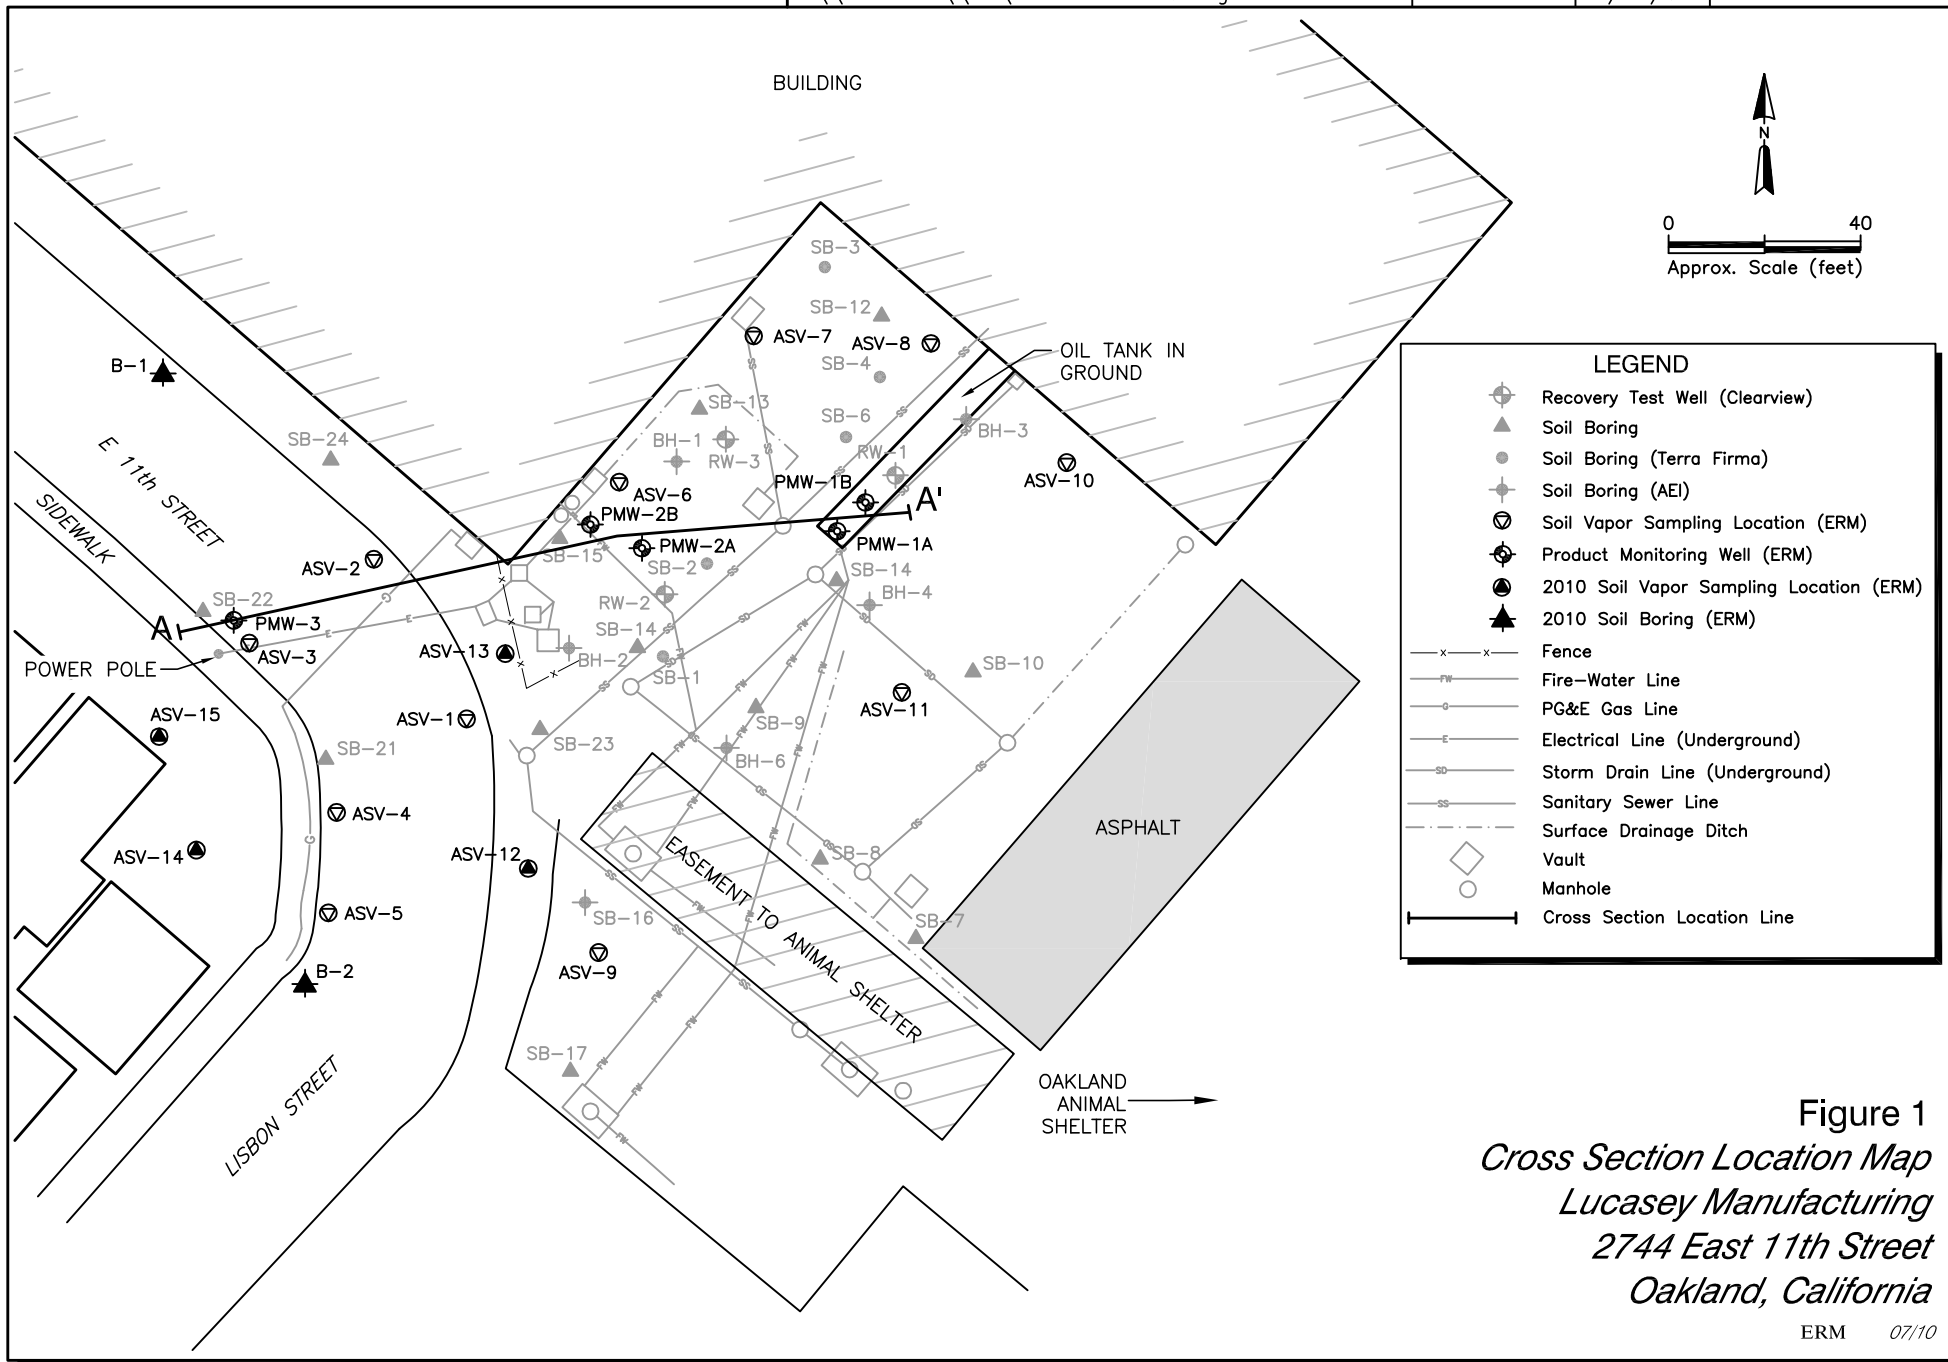 BUILDING
N
0 40
Approx. Scale (feet)
SB-3
SB-12
ASV-7
ASV-8
SB-4
OIL TANK IN
GROUND
B-1
SB-13
SB-6
BH-3
SB-24
BH-1
RW-3
RW-1
ASV-10
E 11th STREET
SIDEWALK
ASV-6
PMW-1B
A'
PMW-2B
PMW-1A
SB-15
PMW-2A
ASV-2
SB-2
SB-14
BH-4
SB-22
RW-2
A
PMW-3
SB-14
ASV-3
ASV-13
BH-2
SB-1
SB-10
POWER POLE
ASV-15
ASV-1
SB-9
ASV-11
SB-23
SB-21
BH-6
ASV-4
ASPHALT
ASV-14
ASV-12
SB-8
EASEMENT TO ANIMAL SHELTER
ASV-5
SB-16
SB-7
B-2
ASV-9
SB-17
LISBON STREET
OAKLAND
ANIMAL
SHELTER
LEGEND
Recovery Test Well (Clearview)
Soil Boring
Soil Boring (Terra Firma)
Soil Boring (AEI)
Soil Vapor Sampling Location (ERM)
Product Monitoring Well (ERM)
2010 Soil Vapor Sampling Location (ERM)
2010 Soil Boring (ERM)
x x Fence
FW Fire-Water Line
G PG&E Gas Line
E Electrical Line (Underground)
SD Storm Drain Line (Underground)
SS Sanitary Sewer Line
Surface Drainage Ditch
Vault
Manhole
Cross Section Location Line
Figure 1
Cross Section Location Map
Lucasey Manufacturing
2744 East 11th Street
Oakland, California
ERM 07/10